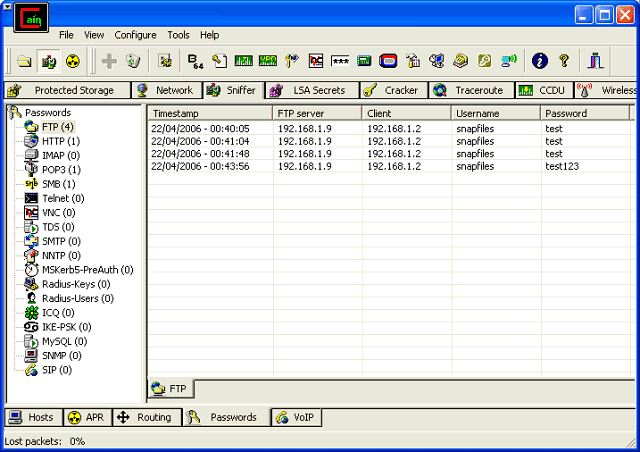 Cain
File View Configure Tools Help
B 64
***
Protected Storage Network Sniffer LSA Secrets Cracker Traceroute CCDU Wireless
Passwords
FTP (4)
HTTP (1)
IMAP (0)
POP3 (1)
SMB (1)
Telnet (0)
VNC (0)
TDS (0)
SMTP (0)
NNTP (0)
MSKerb5-PreAuth (0)
Radius-Keys (0)
Radius-Users (0)
ICQ (0)
IKE-PSK (0)
MySQL (0)
SNMP (0)
SIP (0)
Timestamp FTP server Client Username Password
22/04/2006 - 00:40:05 192.168.1.9 192.168.1.2 snapfiles test
22/04/2006 - 00:41:04 192.168.1.9 192.168.1.2 snapfiles test
22/04/2006 - 00:41:48 192.168.1.9 192.168.1.2 snapfiles test
22/04/2006 - 00:43:56 192.168.1.9 192.168.1.2 snapfiles test123
FTP
Hosts APR Routing Passwords VoIP
Lost packets: 0%